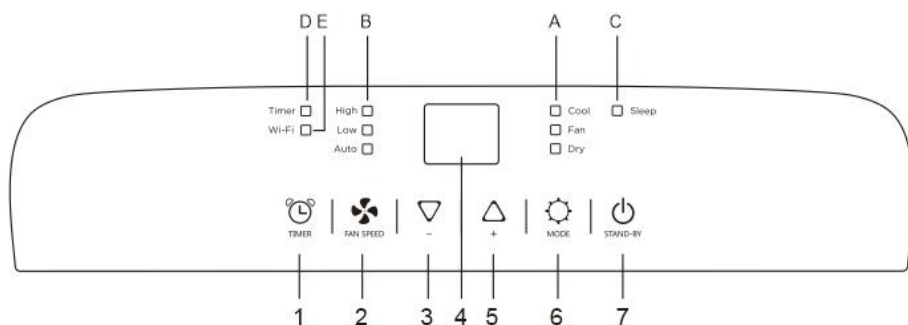 D E B A C
Timer High Cool Sleep
Wi-Fi Low Fan
Auto Dry
TIMER FAN SPEED - + MODE STAND-BY
1 2 3 4 5 6 7